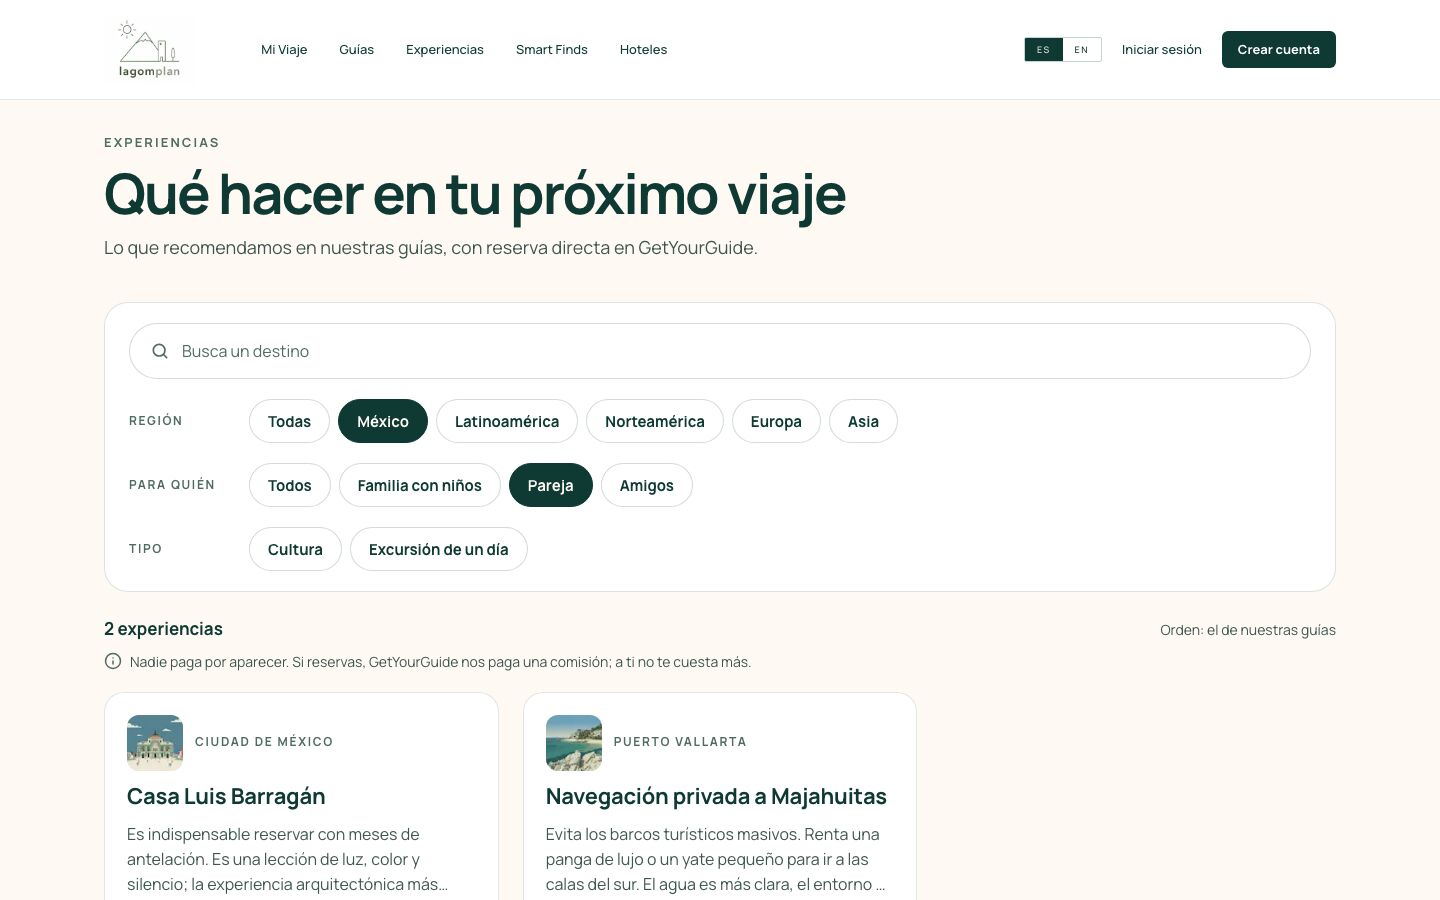 lagomplan
Mi Viaje
Guías
Experiencias
Smart Finds
Hoteles
ES
EN
Iniciar sesión
Crear cuenta
EXPERIENCIAS
Qué hacer en tu próximo viaje
Lo que recomendamos en nuestras guías, con reserva directa en GetYourGuide.
Busca un destino
REGIÓN
Todas
México
Latinoamérica
Norteamérica
Europa
Asia
PARA QUIÉN
Todos
Familia con niños
Pareja
Amigos
TIPO
Cultura
Excursión de un día
2 experiencias
Orden: el de nuestras guías
Nadie paga por aparecer. Si reservas, GetYourGuide nos paga una comisión; a ti no te cuesta más.
CIUDAD DE MÉXICO
Casa Luis Barragán
Es indispensable reservar con meses de
antelación. Es una lección de luz, color y
silencio; la experiencia arquitectónica más…
PUERTO VALLARTA
Navegación privada a Majahuitas
Evita los barcos turísticos masivos. Renta una
panga de lujo o un yate pequeño para ir a las
calas del sur. El agua es más clara, el entorno …